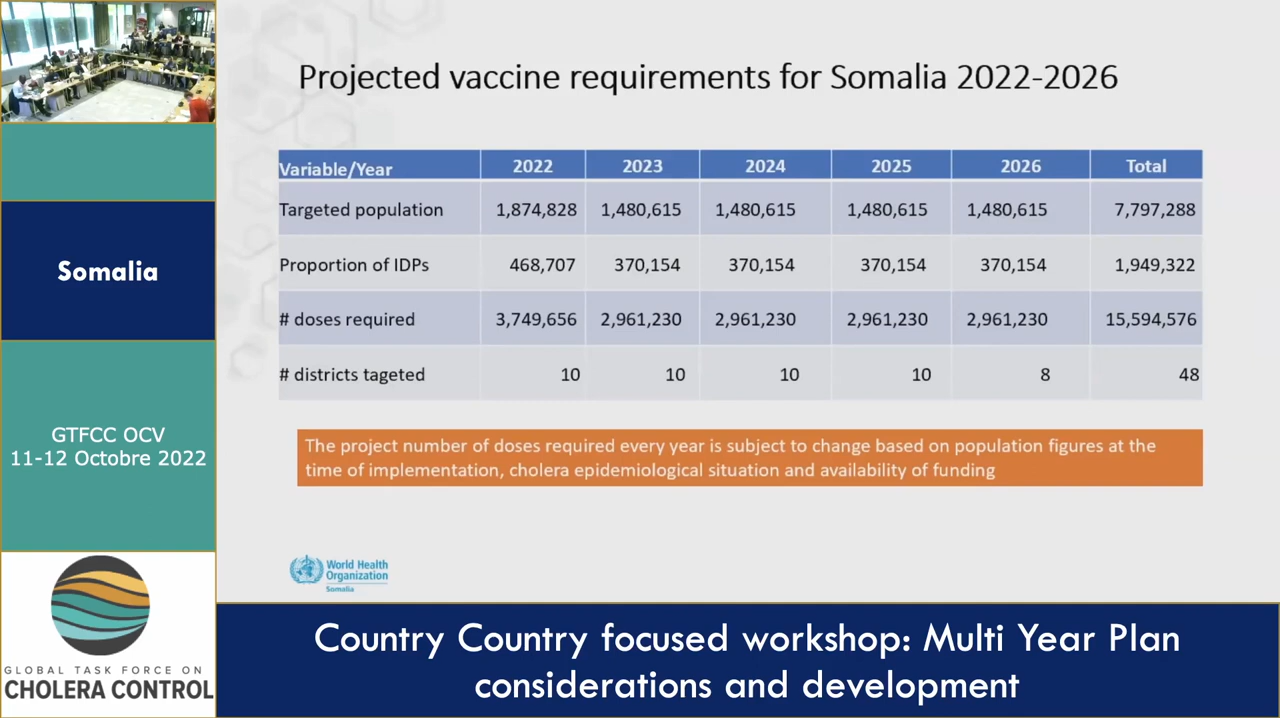 Projected vaccine requirements for Somalia 2022-2026
Variable/Year 2022 2023 2024 2025 2026 Total
Targeted population 1,874,828 1,480,615 1,480,615 1,480,615 1,480,615 7,797,288
Proportion of IDPs 468,707 370,154 370,154 370,154 370,154 1,949,322
# doses required 3,749,656 2,961,230 2,961,230 2,961,230 2,961,230 15,594,576
# districts tageted 10 10 10 10 8 48
The project number of doses required every year is subject to change based on population figures at the
time of implementation, cholera epidemiological situation and availability of funding
World Health
Organization
Somalia
Somalia
GTFCC OCV
11-12 Octobre 2022
GLOBAL TASK FORCE ON
CHOLERA CONTROL
Country Country focused workshop: Multi Year Plan
considerations and development